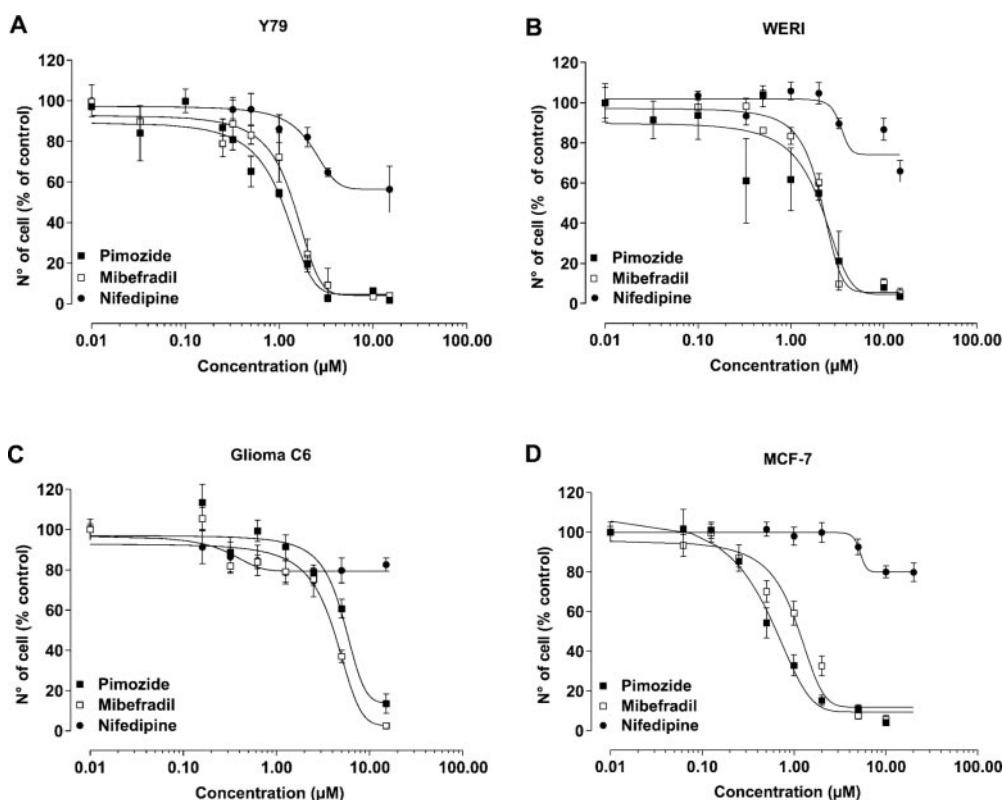 A
Y79
120
100
80
60
40
20
0
N° of cell (% of control)
Pimozide
Mibefradil
Nifedipine
0.01 0.10 1.00 10.00 100.00
Concentration (µM)
B
WERI
120
100
80
60
40
20
0
N° of cell (% of control)
Pimozide
Mibefradil
Nifedipine
0.01 0.10 1.00 10.00 100.00
Concentration (µM)
C
Glioma C6
120
100
80
60
40
20
0
N° of cell (% control)
Pimozide
Mibefradil
Nifedipine
0.01 0.10 1.00 10.00 100.00
Concentration (µM)
D
MCF-7
120
100
80
60
40
20
0
N° of cell (% of control)
Pimozide
Mibefradil
Nifedipine
0.01 0.10 1.00 10.00 100.00
Concentration (µM)